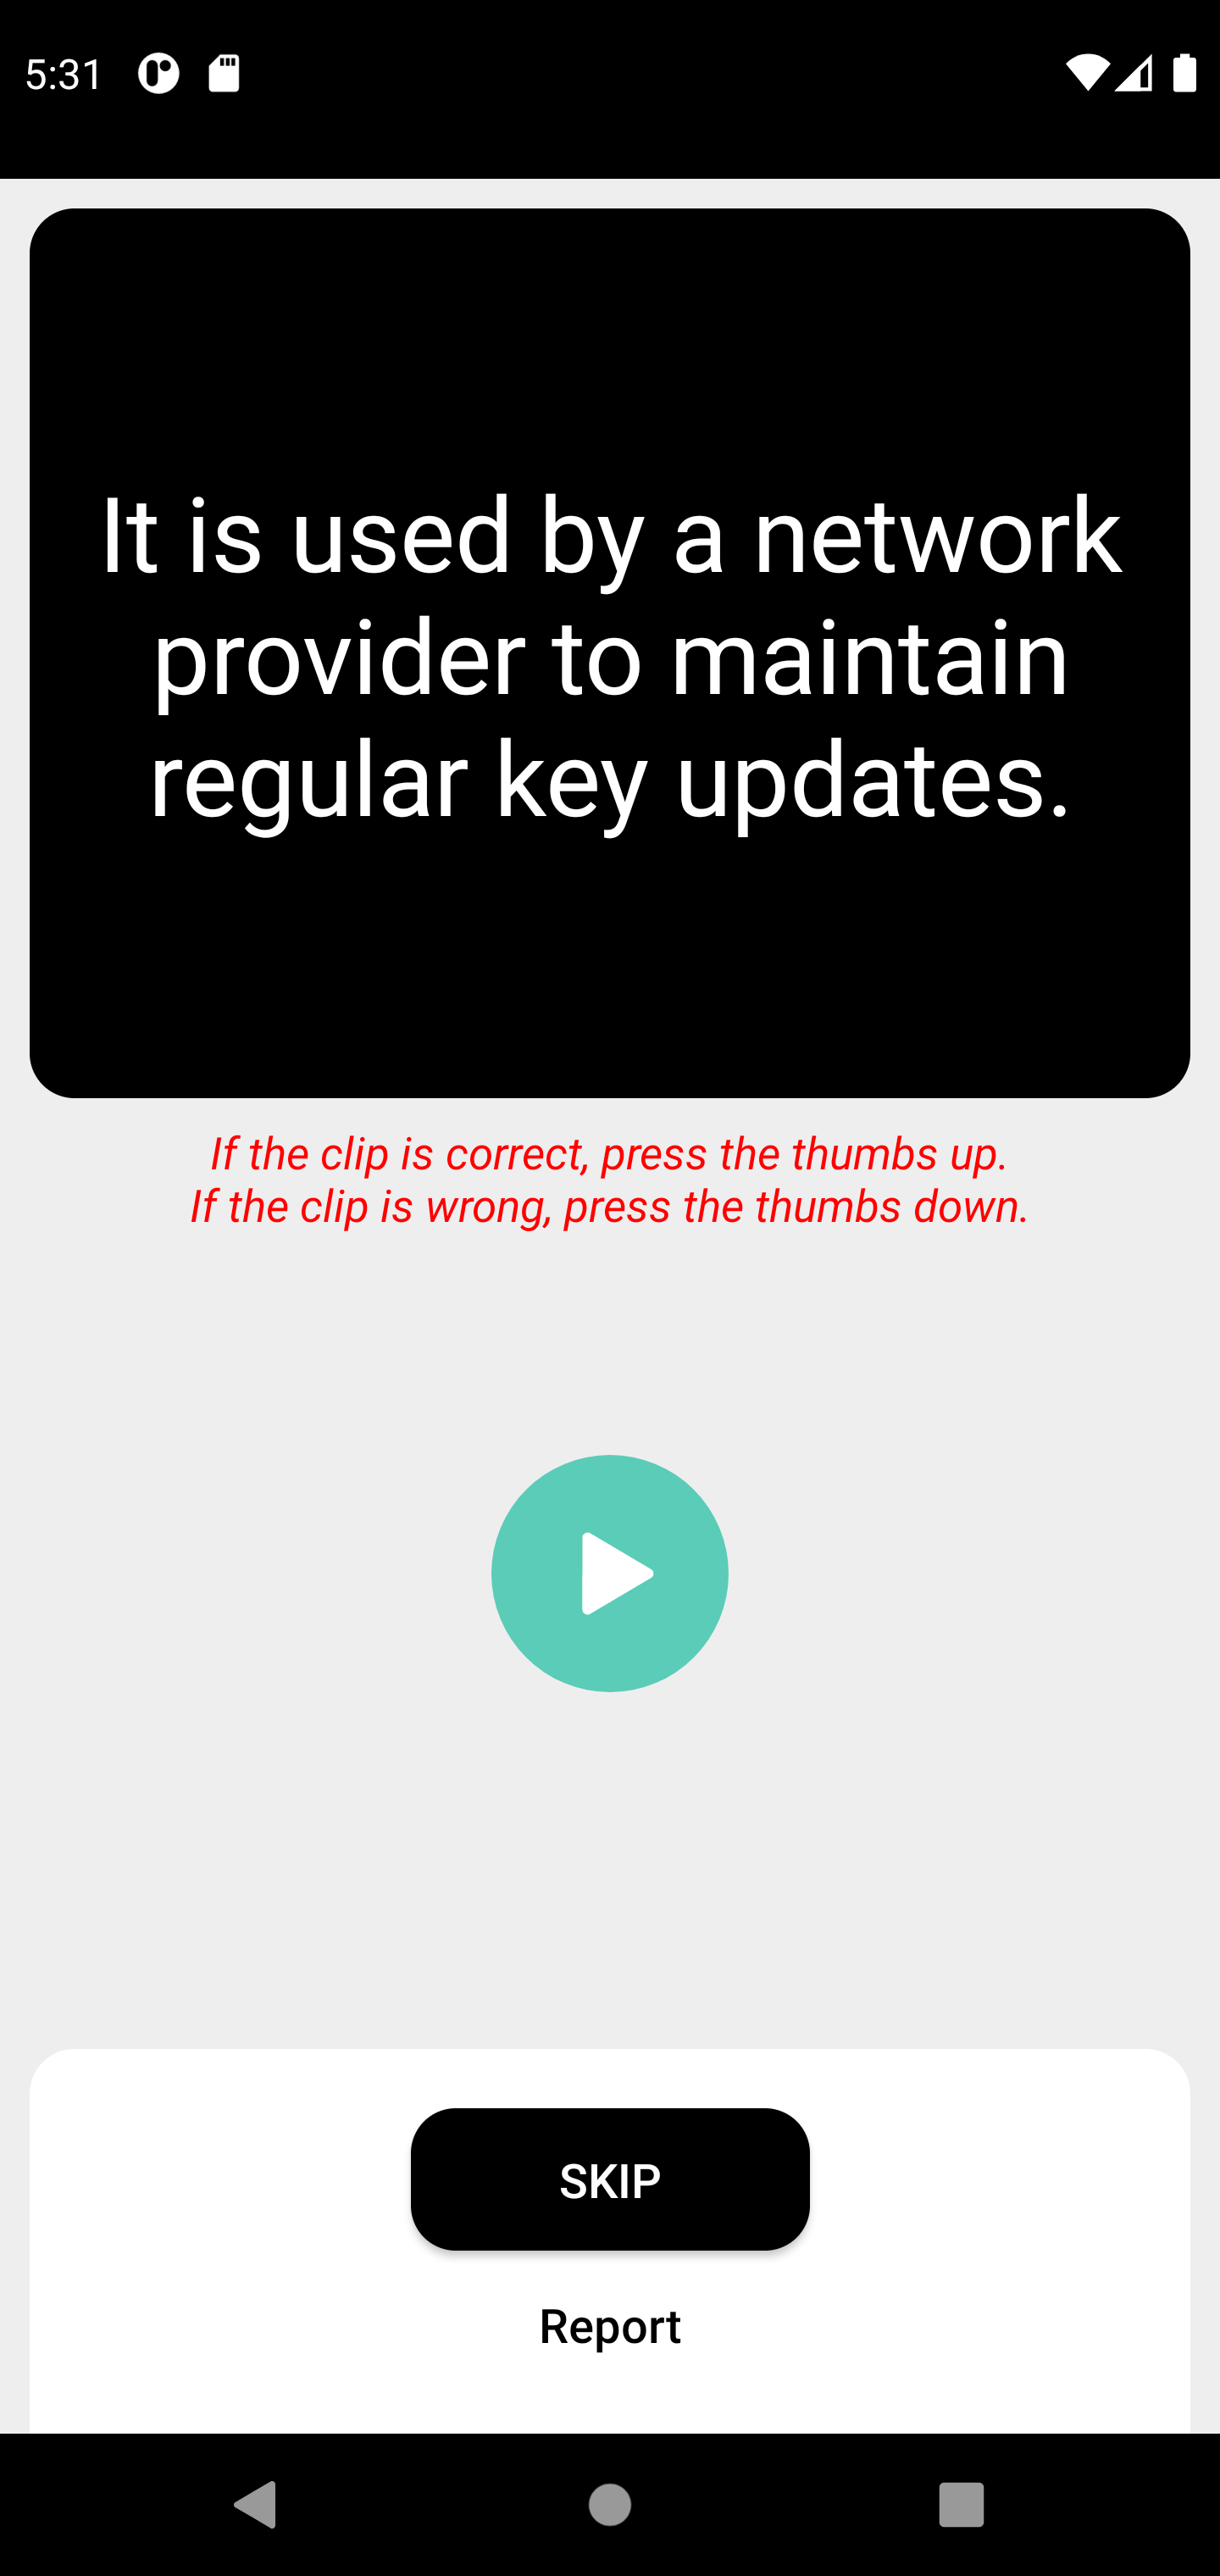 5:31
It is used by a network
provider to maintain
regular key updates.
If the clip is correct, press the thumbs up.
If the clip is wrong, press the thumbs down.
SKIP
Report